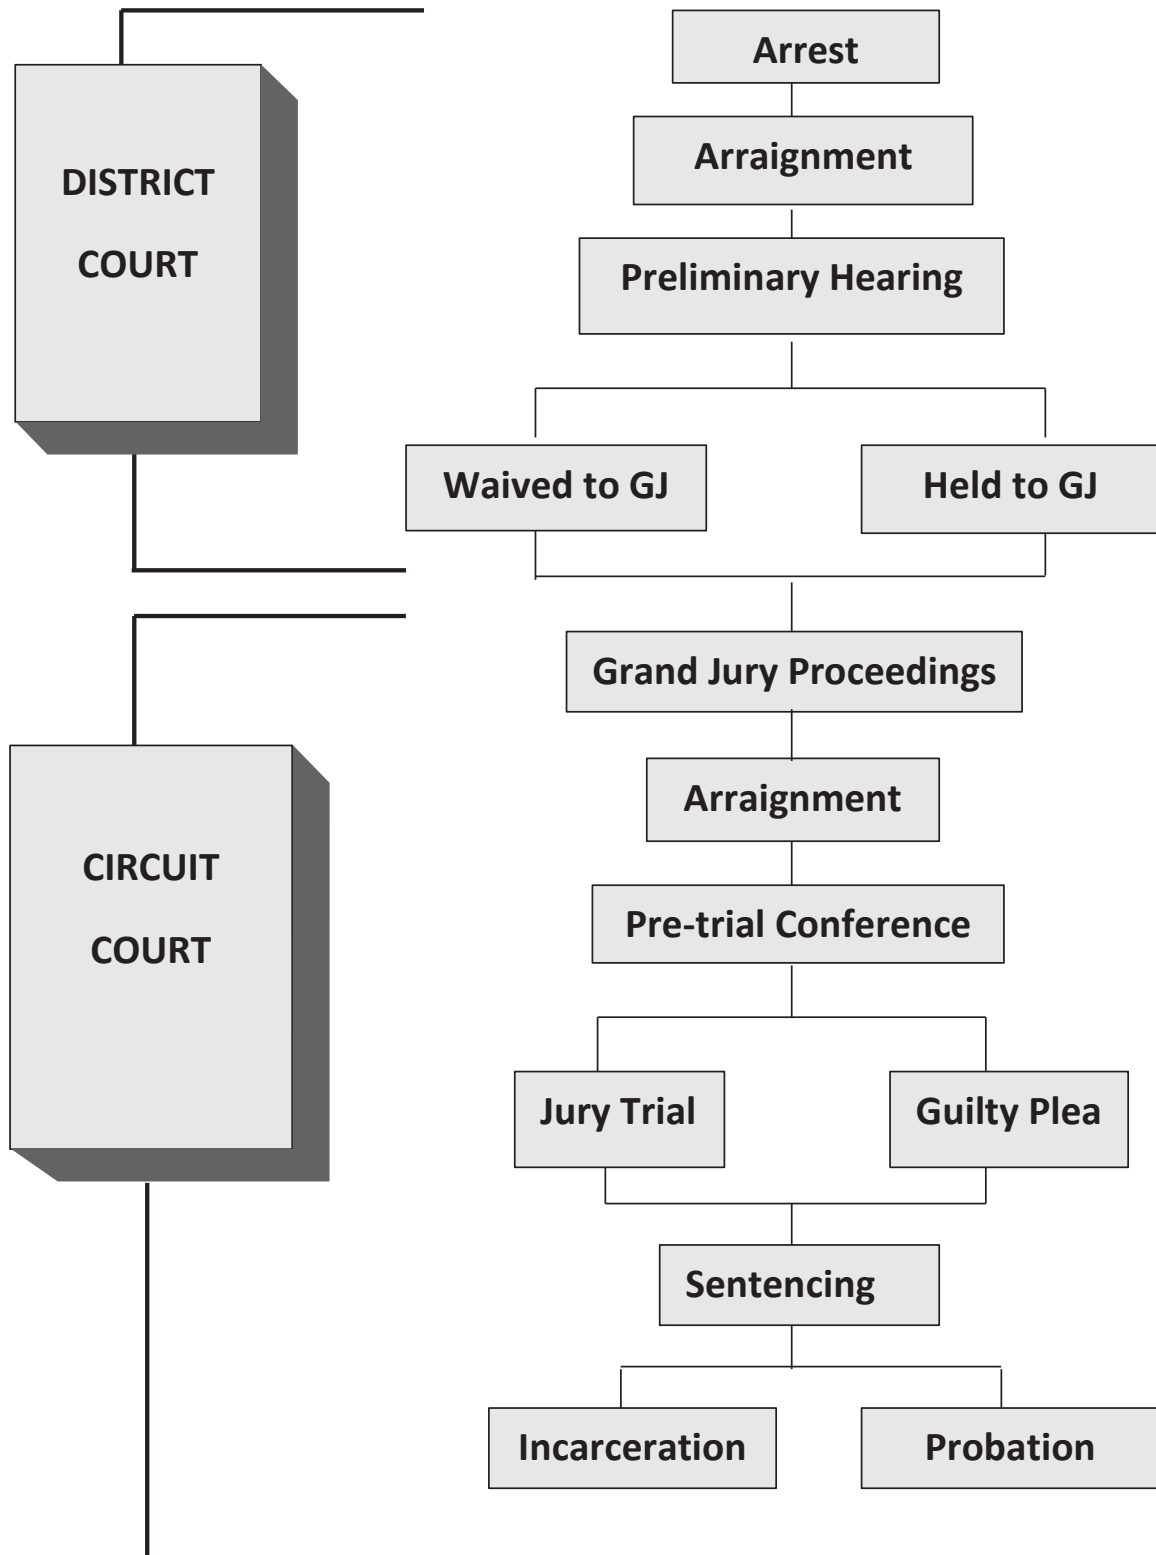 Arrest
Arraignment
DISTRICT
COURT
Preliminary Hearing
Waived to GJ
Held to GJ
Grand Jury Proceedings
Arraignment
CIRCUIT
COURT
Pre-trial Conference
Jury Trial
Guilty Plea
Sentencing
Incarceration
Probation